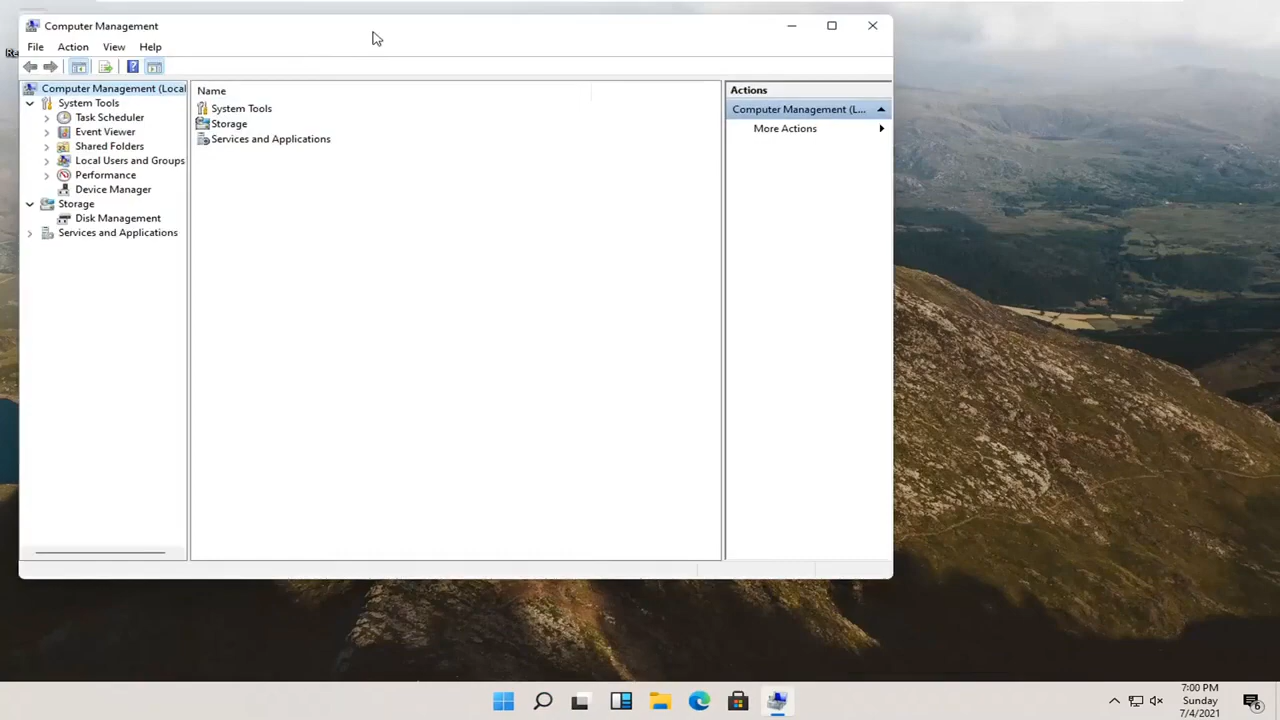 Computer Management
Re
File Action View Help
Computer Management (Local
System Tools
Task Scheduler
Event Viewer
Shared Folders
Local Users and Groups
Performance
Device Manager
Storage
Disk Management
Services and Applications
Name
System Tools
Storage
Services and Applications
Actions
Computer Management (L...
More Actions
7:00 PM
Sunday
7/4/2021
6